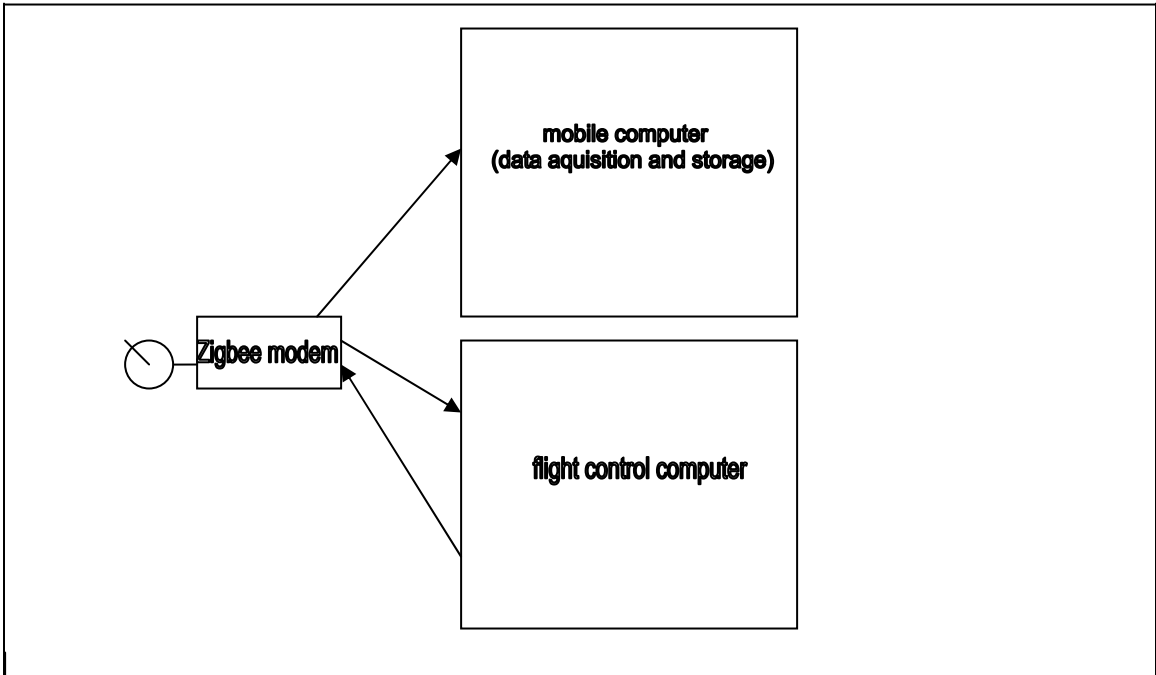 mobile computer
(data aquisition and storage)
Zigbee modem
flight control computer